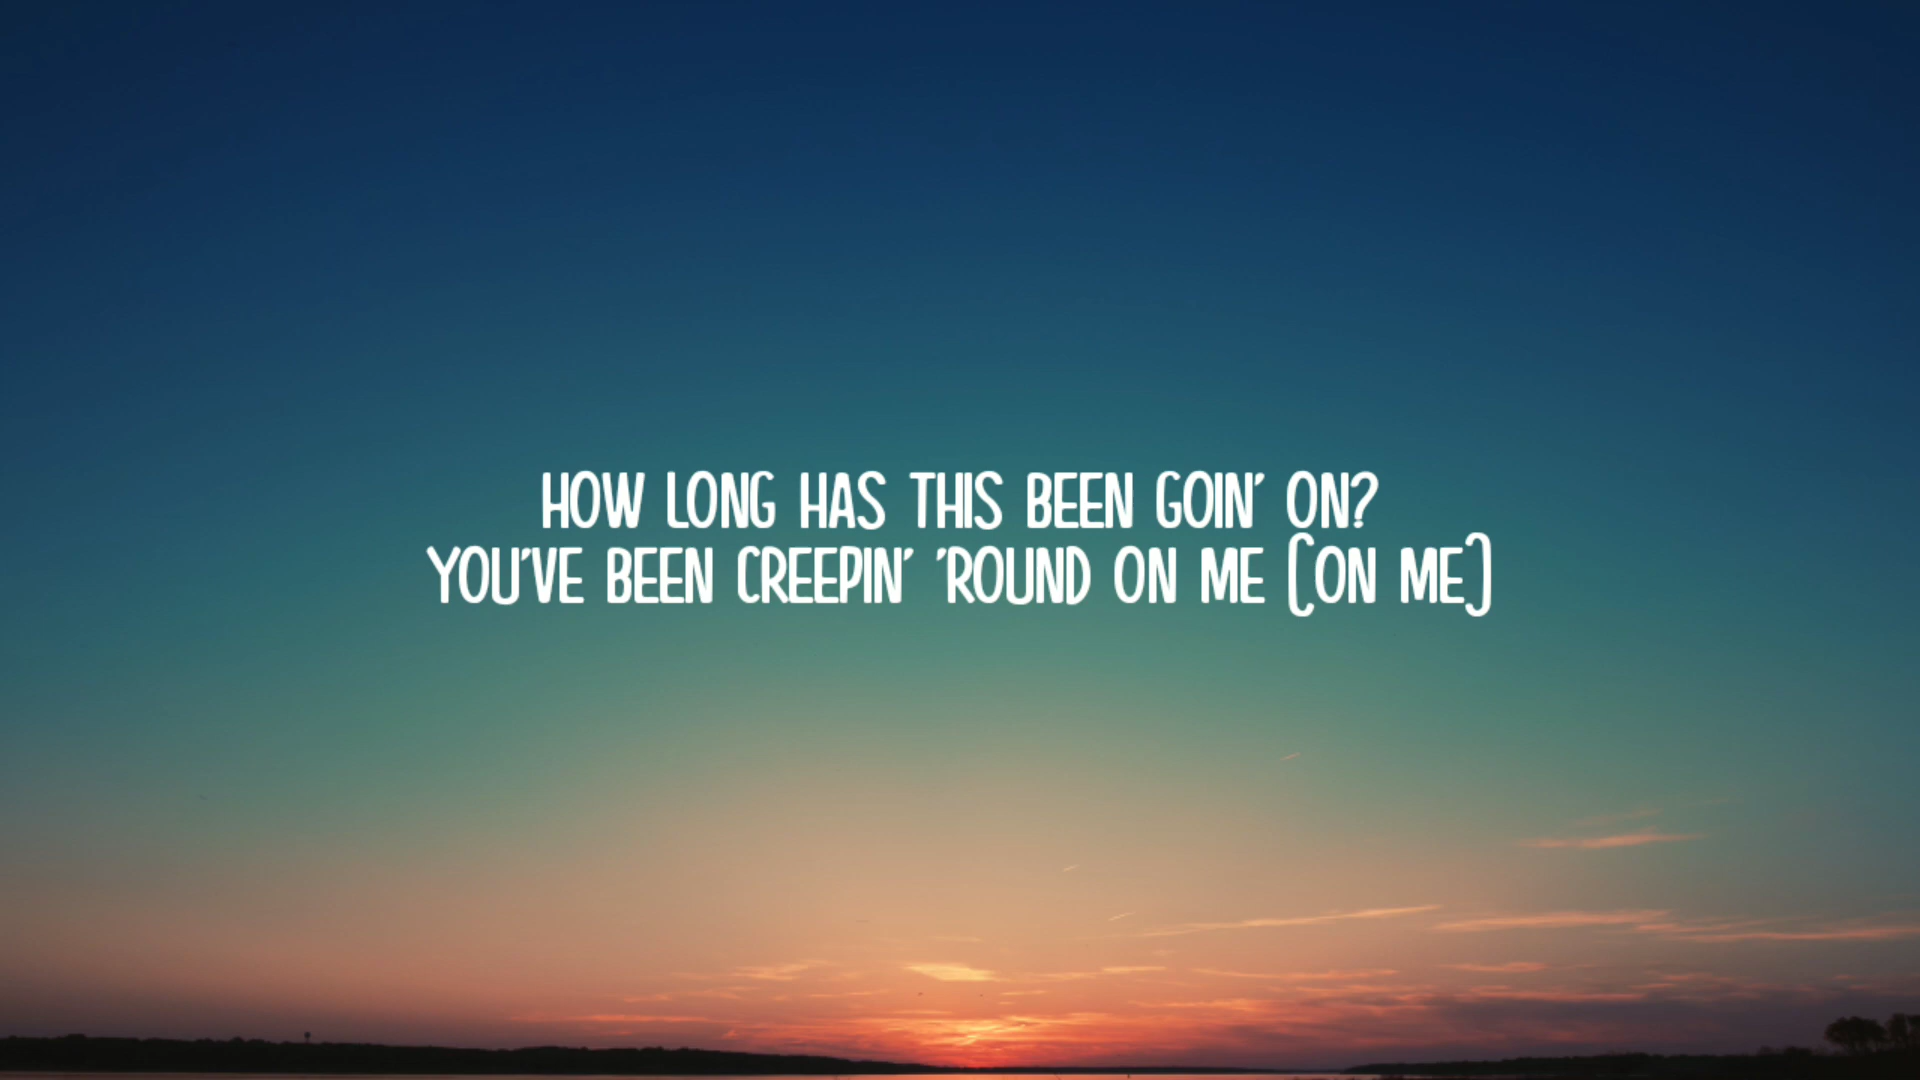 HOW LONG HAS THIS BEEN GOIN' ON?
YOU'VE BEEN CREEPIN' 'ROUND ON ME (ON ME)